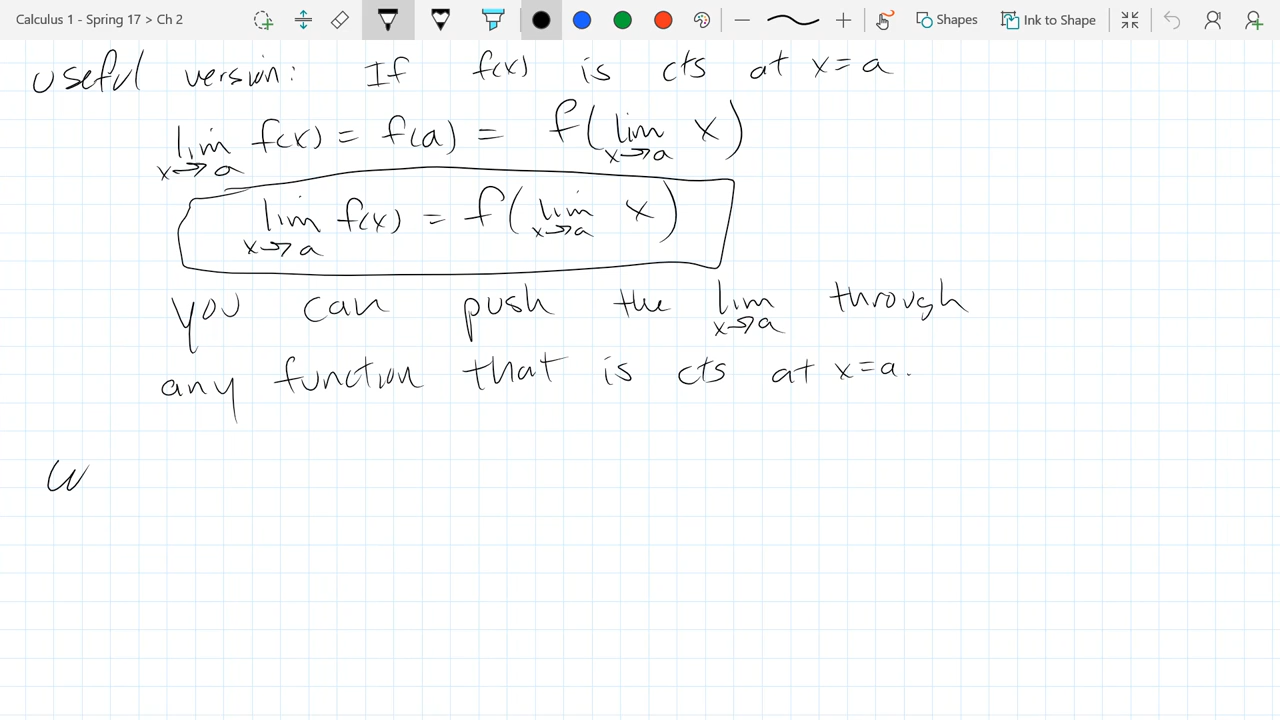 Calculus 1 - Spring 17 > Ch 2
Shapes
Ink to Shape
useful version: If f(x) is cts at x=a
lim x→a f(x) = f(a) = f(lim x→a x)
lim x→a f(x) = f(lim x→a x)
you can push the lim x→a through
any function that is cts at x=a.
W